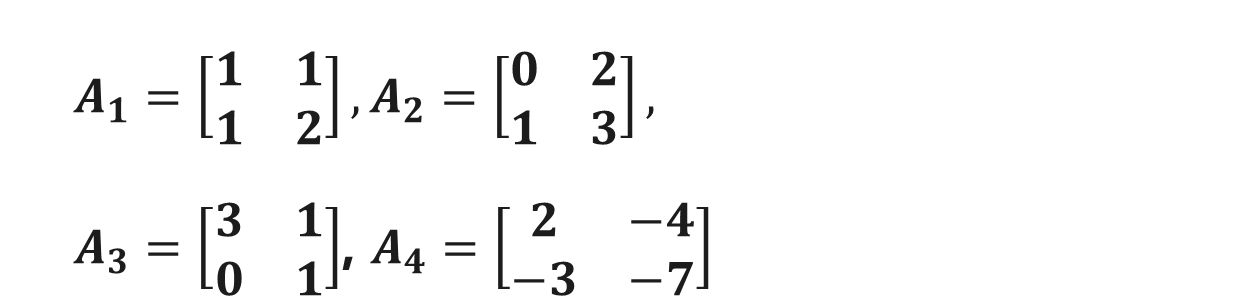 A₁ = [1 1; 1 2], A₂ = [0 2; 1 3],
A₃ = [3 1; 0 1], A₄ = [2 −4; −3 −7]